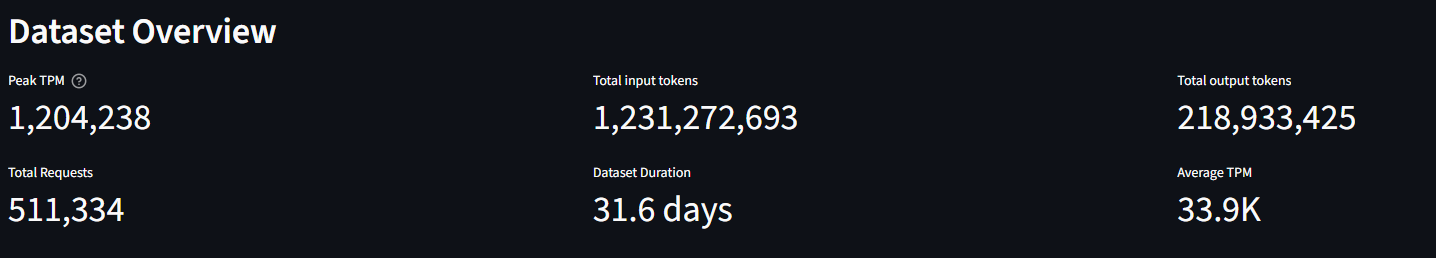 Dataset Overview
Peak TPM
Total input tokens
Total output tokens
1,204,238
1,231,272,693
218,933,425
Total Requests
Dataset Duration
Average TPM
511,334
31.6 days
33.9K